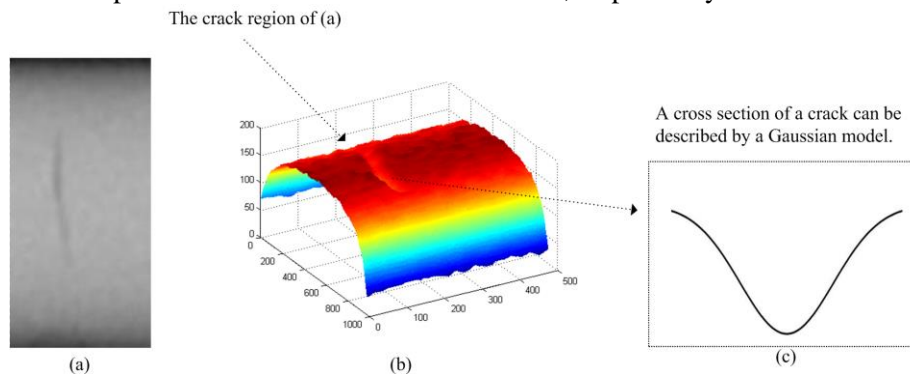 The crack region of (a)
A cross section of a crack can be
described by a Gaussian model.
200
150
100
50
0
0
200
400
600
800
1000
0
100
200
300
400
500
(a)
(b)
(c)